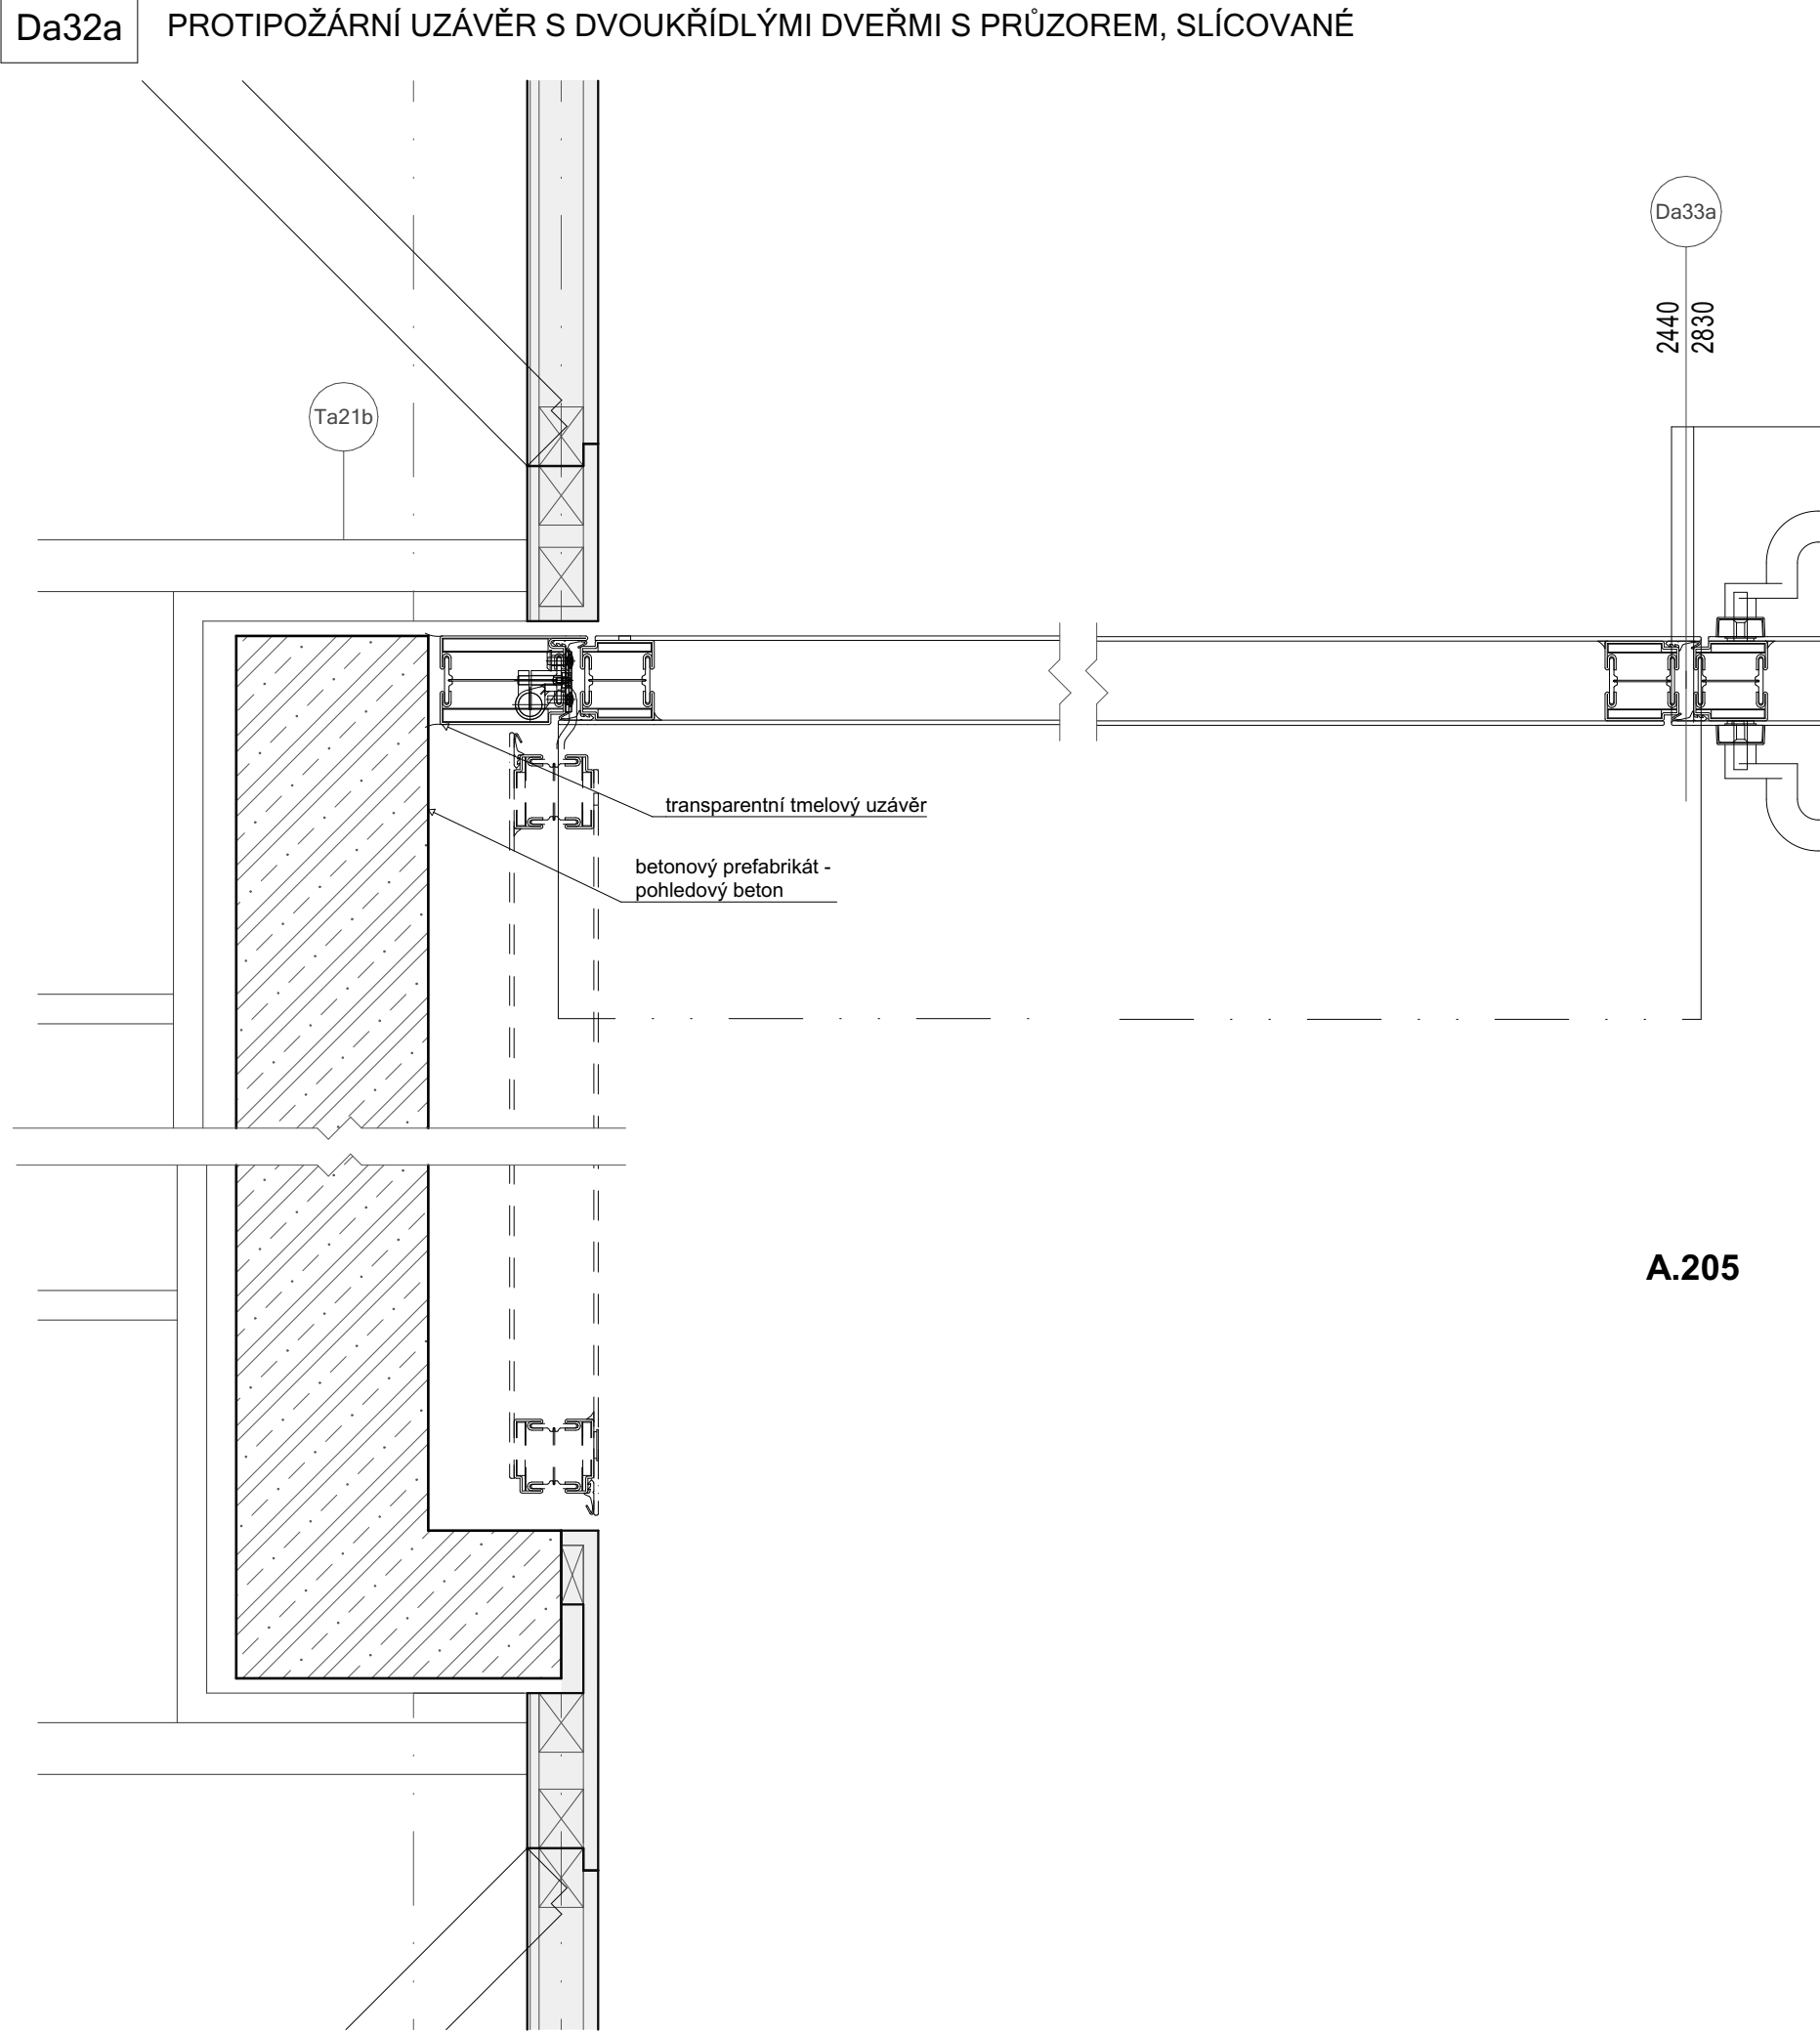 Da32a
PROTIPOŽÁRNÍ UZÁVĚR S DVOUKŘÍDLÝMI DVEŘMI S PRŮZOREM, SLÍCOVANÉ
Da33a
2440
2830
Ta21b
transparentní tmelový uzávěr
betonový prefabrikát -
pohledový beton
A.205